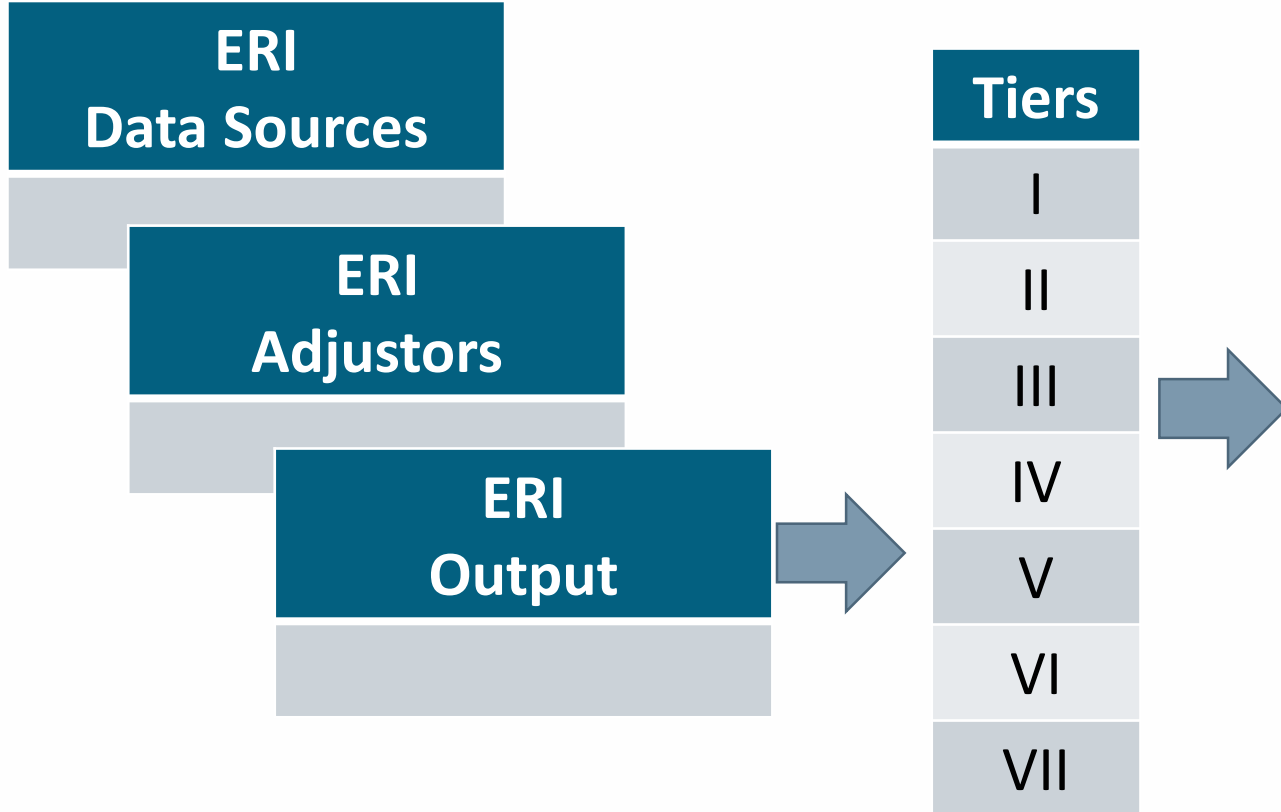 ERI
Data Sources
ERI
Adjustors
ERI
Output
Tiers
I
II
III
IV
V
VI
VII